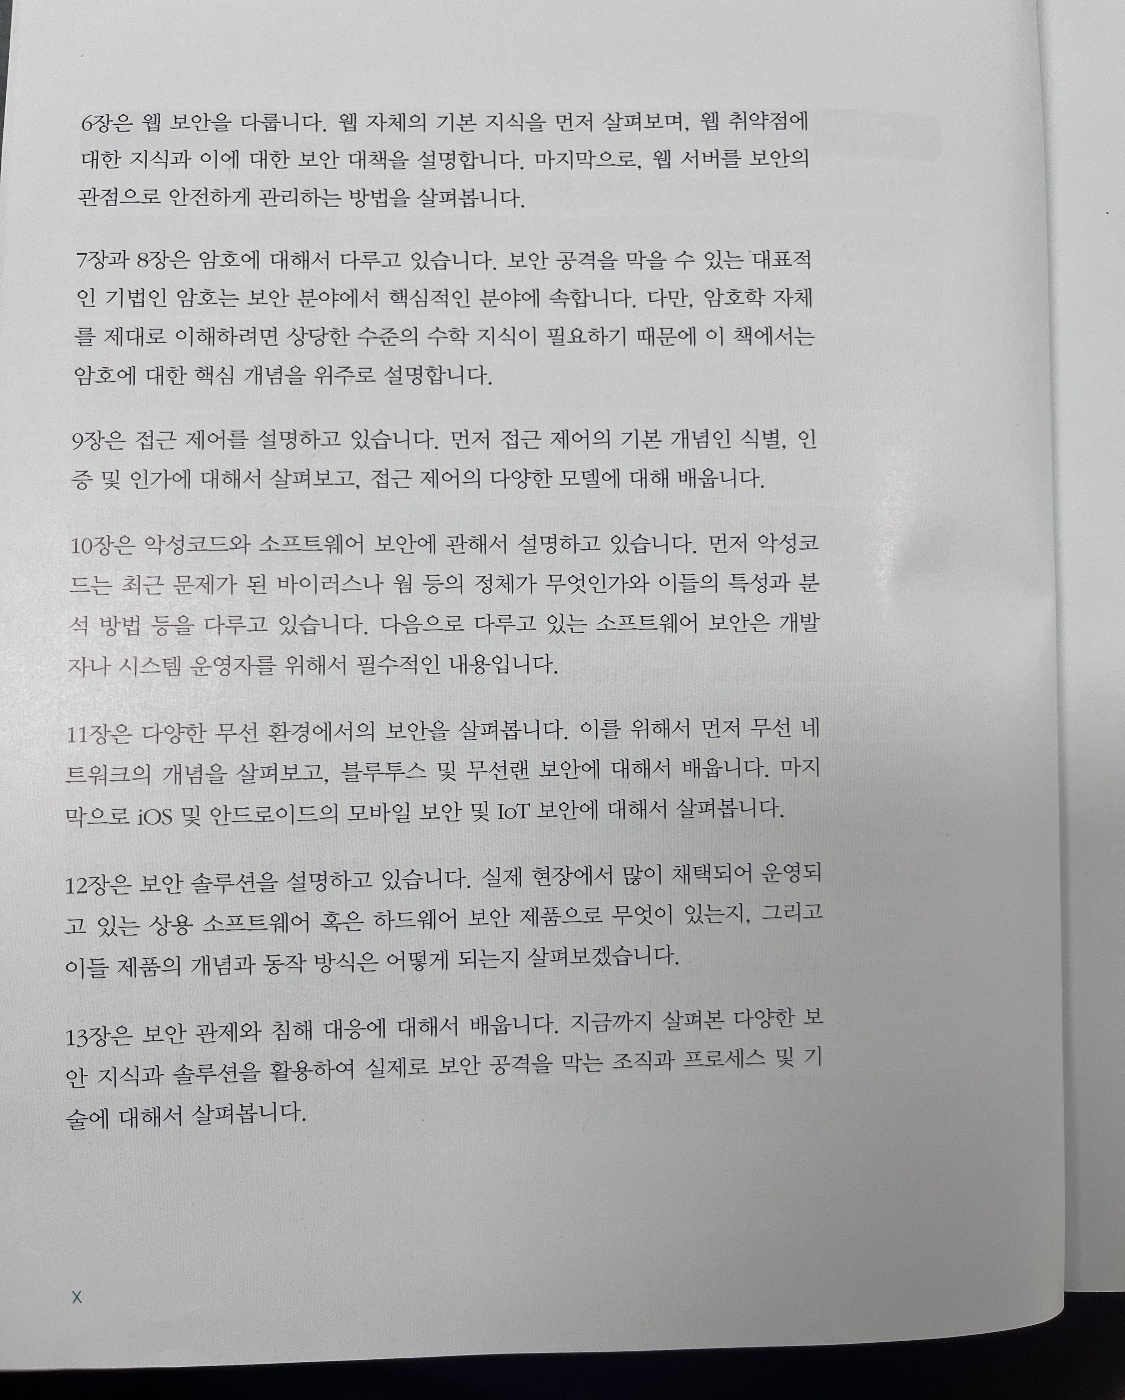 6장은 웹 보안을 다룹니다. 웹 자체의 기본 지식을 먼저 살펴보며, 웹 취약점에
대한 지식과 이에 대한 보안 대책을 설명합니다. 마지막으로, 웹 서버를 보안의
관점으로 안전하게 관리하는 방법을 살펴봅니다.
7장과 8장은 암호에 대해서 다루고 있습니다. 보안 공격을 막을 수 있는 대표적
인 기법인 암호는 보안 분야에서 핵심적인 분야에 속합니다. 다만, 암호학 자체
를 제대로 이해하려면 상당한 수준의 수학 지식이 필요하기 때문에 이 책에서는
암호에 대한 핵심 개념을 위주로 설명합니다.
9장은 접근 제어를 설명하고 있습니다. 먼저 접근 제어의 기본 개념인 식별, 인
증 및 인가에 대해서 살펴보고, 접근 제어의 다양한 모델에 대해 배웁니다.
10장은 악성코드와 소프트웨어 보안에 관해서 설명하고 있습니다. 먼저 악성코
드는 최근 문제가 된 바이러스나 웜 등의 정체가 무엇인가와 이들의 특성과 분
석 방법 등을 다루고 있습니다. 다음으로 다루고 있는 소프트웨어 보안은 개발
자나 시스템 운영자를 위해서 필수적인 내용입니다.
11장은 다양한 무선 환경에서의 보안을 살펴봅니다. 이를 위해서 먼저 무선 네
트워크의 개념을 살펴보고, 블루투스 및 무선랜 보안에 대해서 배웁니다. 마지
막으로 iOS 및 안드로이드의 모바일 보안 및 IoT 보안에 대해서 살펴봅니다.
12장은 보안 솔루션을 설명하고 있습니다. 실제 현장에서 많이 채택되어 운영되
고 있는 상용 소프트웨어 혹은 하드웨어 보안 제품으로 무엇이 있는지, 그리고
이들 제품의 개념과 동작 방식은 어떻게 되는지 살펴보겠습니다.
13장은 보안 관제와 침해 대응에 대해서 배웁니다. 지금까지 살펴본 다양한 보
안 지식과 솔루션을 활용하여 실제로 보안 공격을 막는 조직과 프로세스 및 기
술에 대해서 살펴봅니다.
X